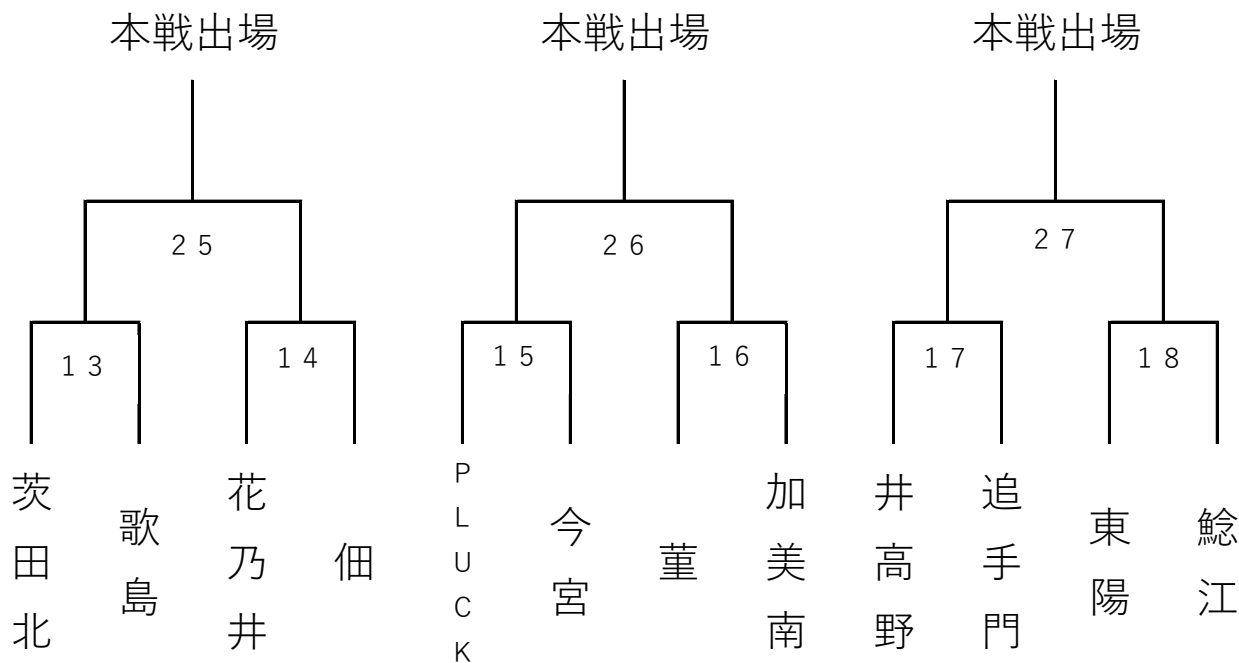 本戦出場 本戦出場 本戦出場
25 26 27
13 14 15 16 17 18
茨田北
歌島
花乃井
佃
PLUCK
今宮
菫
加美南
井高野
追手門
東陽
鯰江